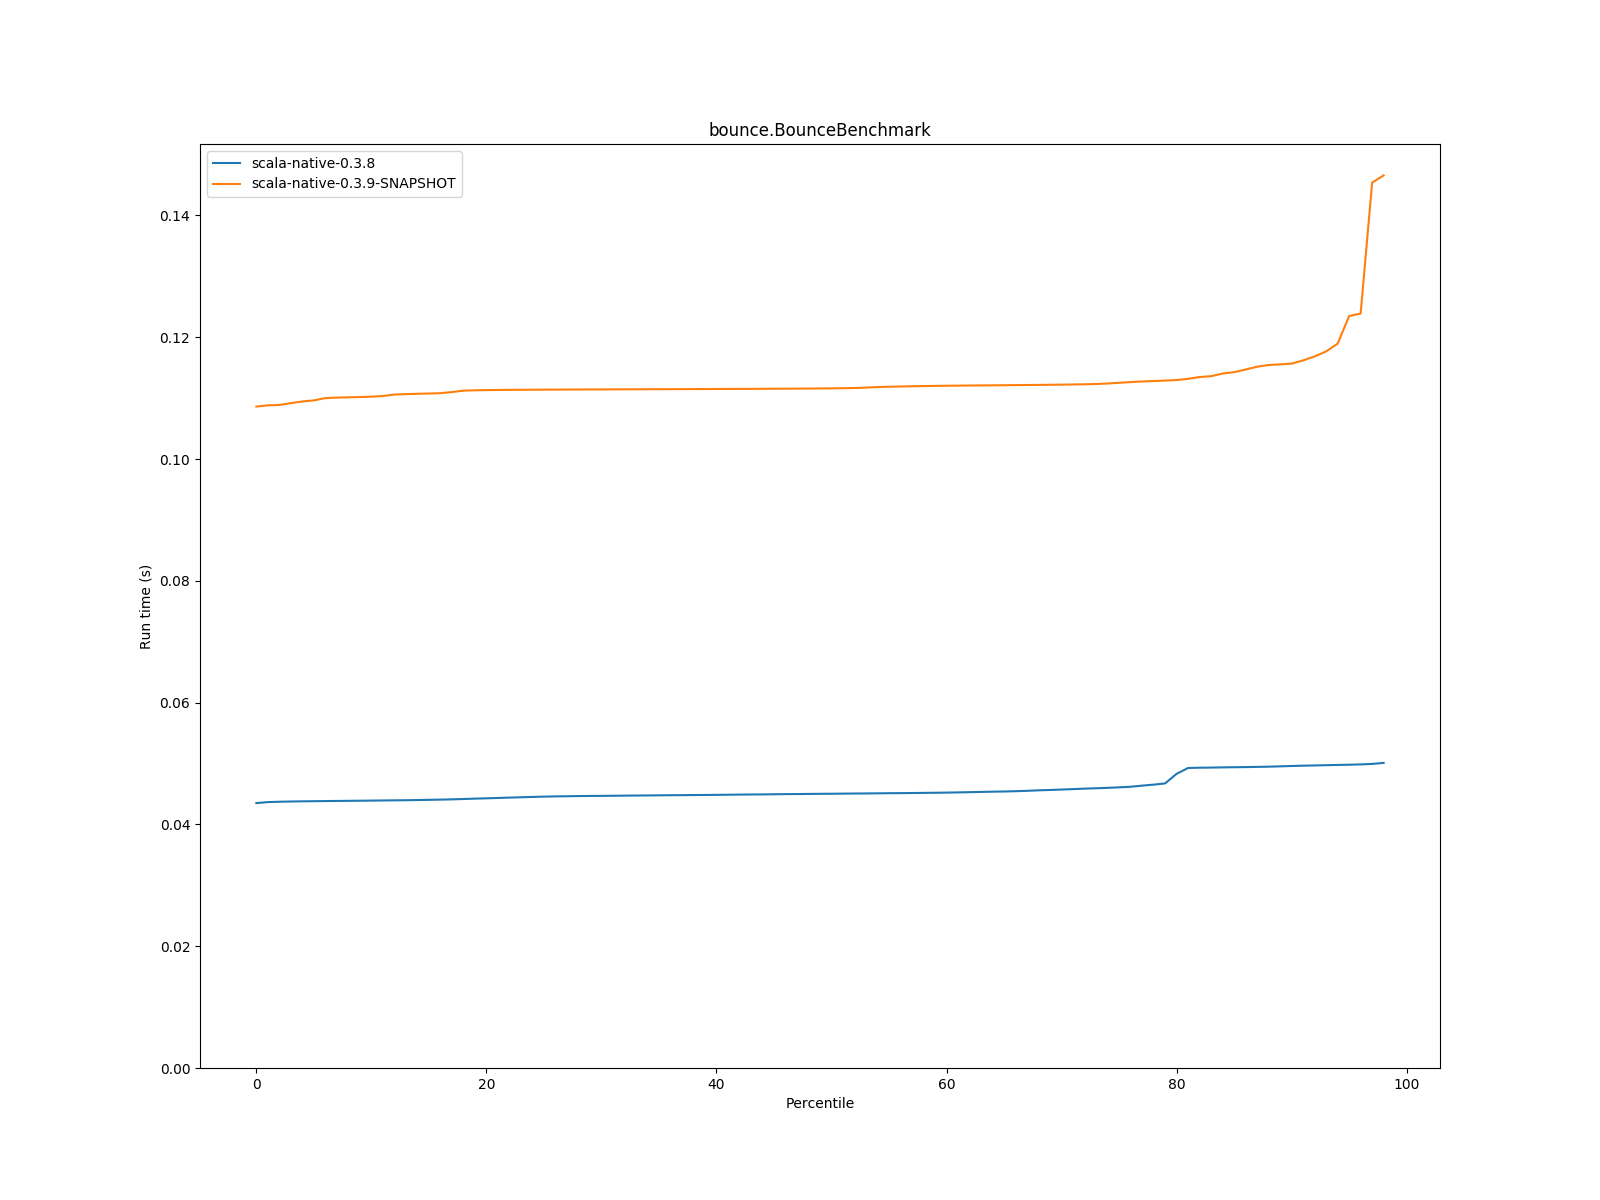 bounce.BounceBenchmark
scala-native-0.3.8
scala-native-0.3.9-SNAPSHOT
0.14
0.12
0.10
0.08
0.06
0.04
0.02
0.00
Run time (s)
0 20 40 60 80 100
Percentile